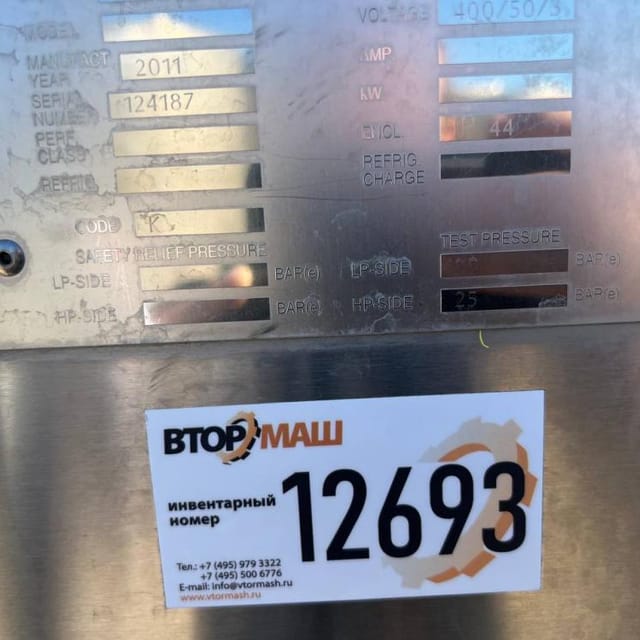 MODEL
MANUFACT YEAR 2011
SERIAL NUMBER 124187
PERF. CLASS
REFRIG
CODE K
SAFETY RELIEF PRESSURE
LP-SIDE BAR(e)
HP-SIDE BAR(e)
VOLTAGE 400/50/3
AMP
KW
ENCL. 44
REFRIG CHARGE
TEST PRESSURE
LP-SIDE BAR(e)
HP-SIDE 25 BAR(e)
ВТОРМАШ
инвентарный
номер
12693
Тел.: +7 (495) 979 3322
+7 (495) 500 6776
E-mail: info@vtormash.ru
www.vtormash.ru